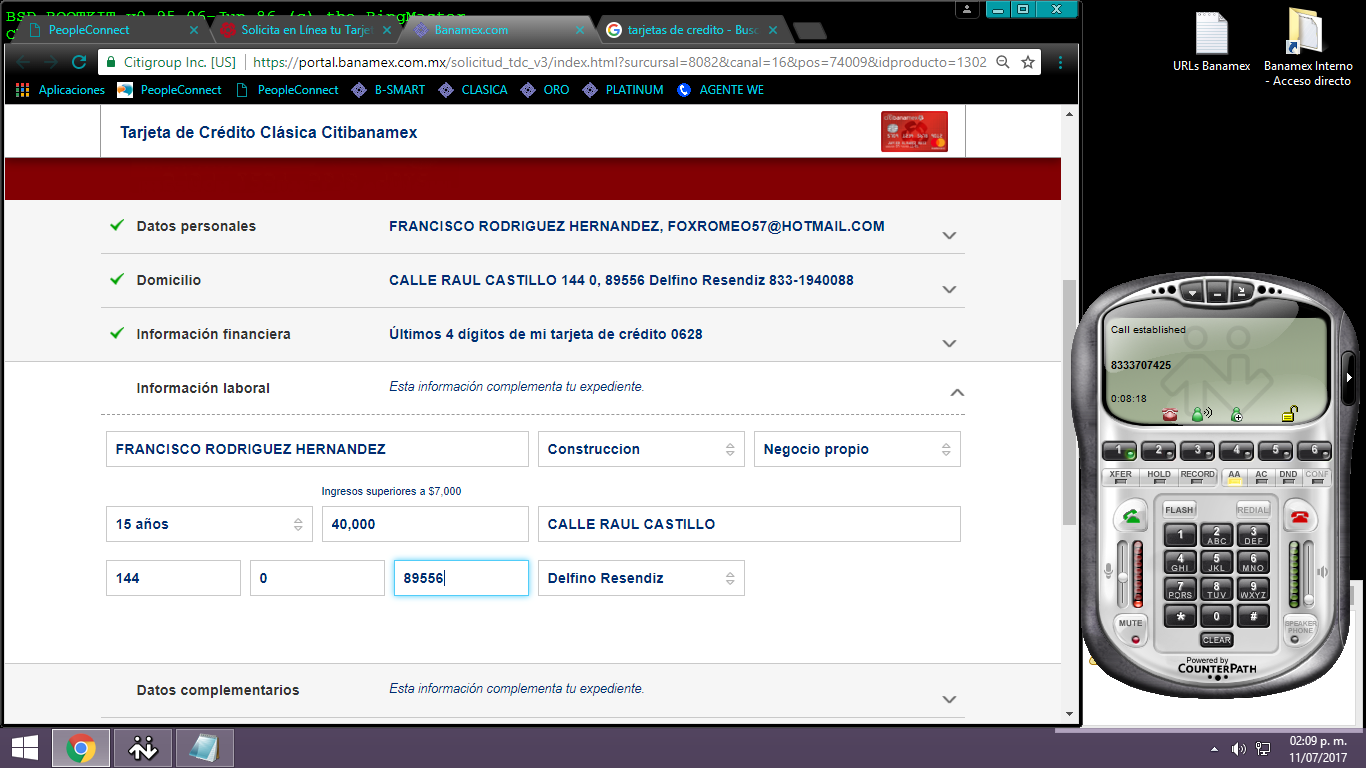 BSD BOOTKIT v0.95 06-Jun-86 (c) the RingMaster
PeopleConnect
Solicita en Línea tu Tarjet
Banamex.com
tarjetas de credito - Busc
Citigroup Inc. [US]
https://portal.banamex.com.mx/solicitud_tdc_v3/index.html?sursursal=8082&canal=16&pos=74009&idproducto=1302
Aplicaciones
PeopleConnect
PeopleConnect
B-SMART
CLASICA
ORO
PLATINUM
AGENTE WE
URLs Banamex
Banamex Interno
- Acceso directo
Tarjeta de Crédito Clásica Citibanamex
Datos personales
FRANCISCO RODRIGUEZ HERNANDEZ, FOXROMEO57@HOTMAIL.COM
Domicilio
CALLE RAUL CASTILLO 144 0, 89556 Delfino Resendiz 833-1940088
Información financiera
Últimos 4 dígitos de mi tarjeta de crédito 0628
Información laboral
Esta información complementa tu expediente.
FRANCISCO RODRIGUEZ HERNANDEZ
Construccion
Negocio propio
Ingresos superiores a $7,000
15 años
40,000
CALLE RAUL CASTILLO
144
0
89556
Delfino Resendiz
Datos complementarios
Esta información complementa tu expediente.
Call established
8333707425
0:08:18
1 2 3 4 5 6
XFER HOLD RECORD AA AC DND CONF
FLASH REDIAL
1 2 ABC 3 DEF
4 GHI 5 JKL 6 MNO
7 PQRS 8 TUV 9 WXYZ
* 0 #
MUTE
CLEAR
SPEAKER
PHONE
Powered by
COUNTERPATH
02:09 p. m.
11/07/2017